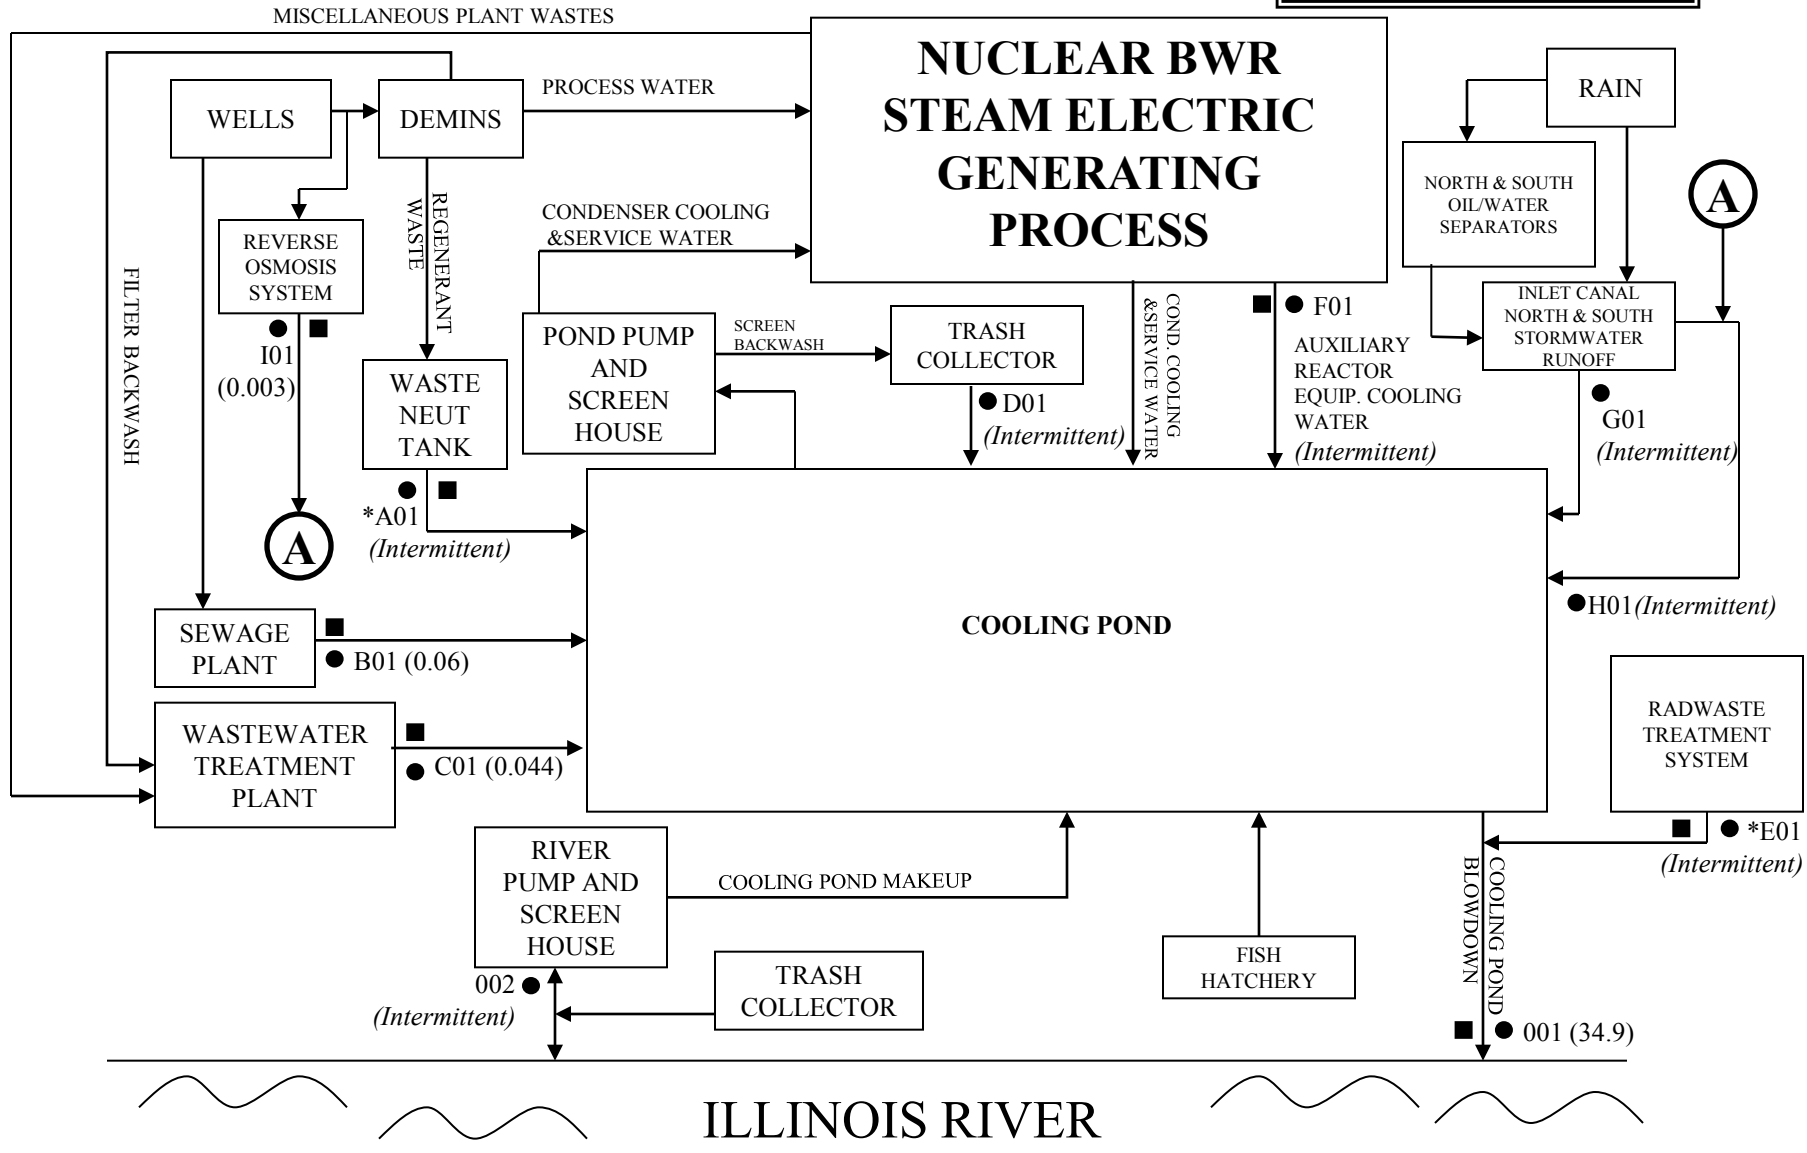 MISCELLANEOUS PLANT WASTES
NUCLEAR BWR
STEAM ELECTRIC
GENERATING
PROCESS
WELLS
DEMINS
PROCESS WATER
RAIN
NORTH & SOUTH
OIL/WATER
SEPARATORS
A
REGENERANT
WASTE
CONDENSER COOLING
&SERVICE WATER
REVERSE
OSMOSIS
SYSTEM
FILTER BACKWASH
I01
(0.003)
WASTE
NEUT
TANK
POND PUMP
AND
SCREEN
HOUSE
SCREEN
BACKWASH
TRASH
COLLECTOR
D01
(Intermittent)
COND. COOLING
&SERVICE WATER
F01
AUXILIARY
REACTOR
EQUIP. COOLING
WATER
(Intermittent)
INLET CANAL
NORTH & SOUTH
STORMWATER
RUNOFF
G01
(Intermittent)
A
*A01
(Intermittent)
H01(Intermittent)
SEWAGE
PLANT
B01 (0.06)
COOLING POND
WASTEWATER
TREATMENT
PLANT
C01 (0.044)
RADWASTE
TREATMENT
SYSTEM
*E01
(Intermittent)
RIVER
PUMP AND
SCREEN
HOUSE
COOLING POND MAKEUP
COOLING POND
BLOWDOWN
FISH
HATCHERY
002
(Intermittent)
TRASH
COLLECTOR
001 (34.9)
ILLINOIS RIVER